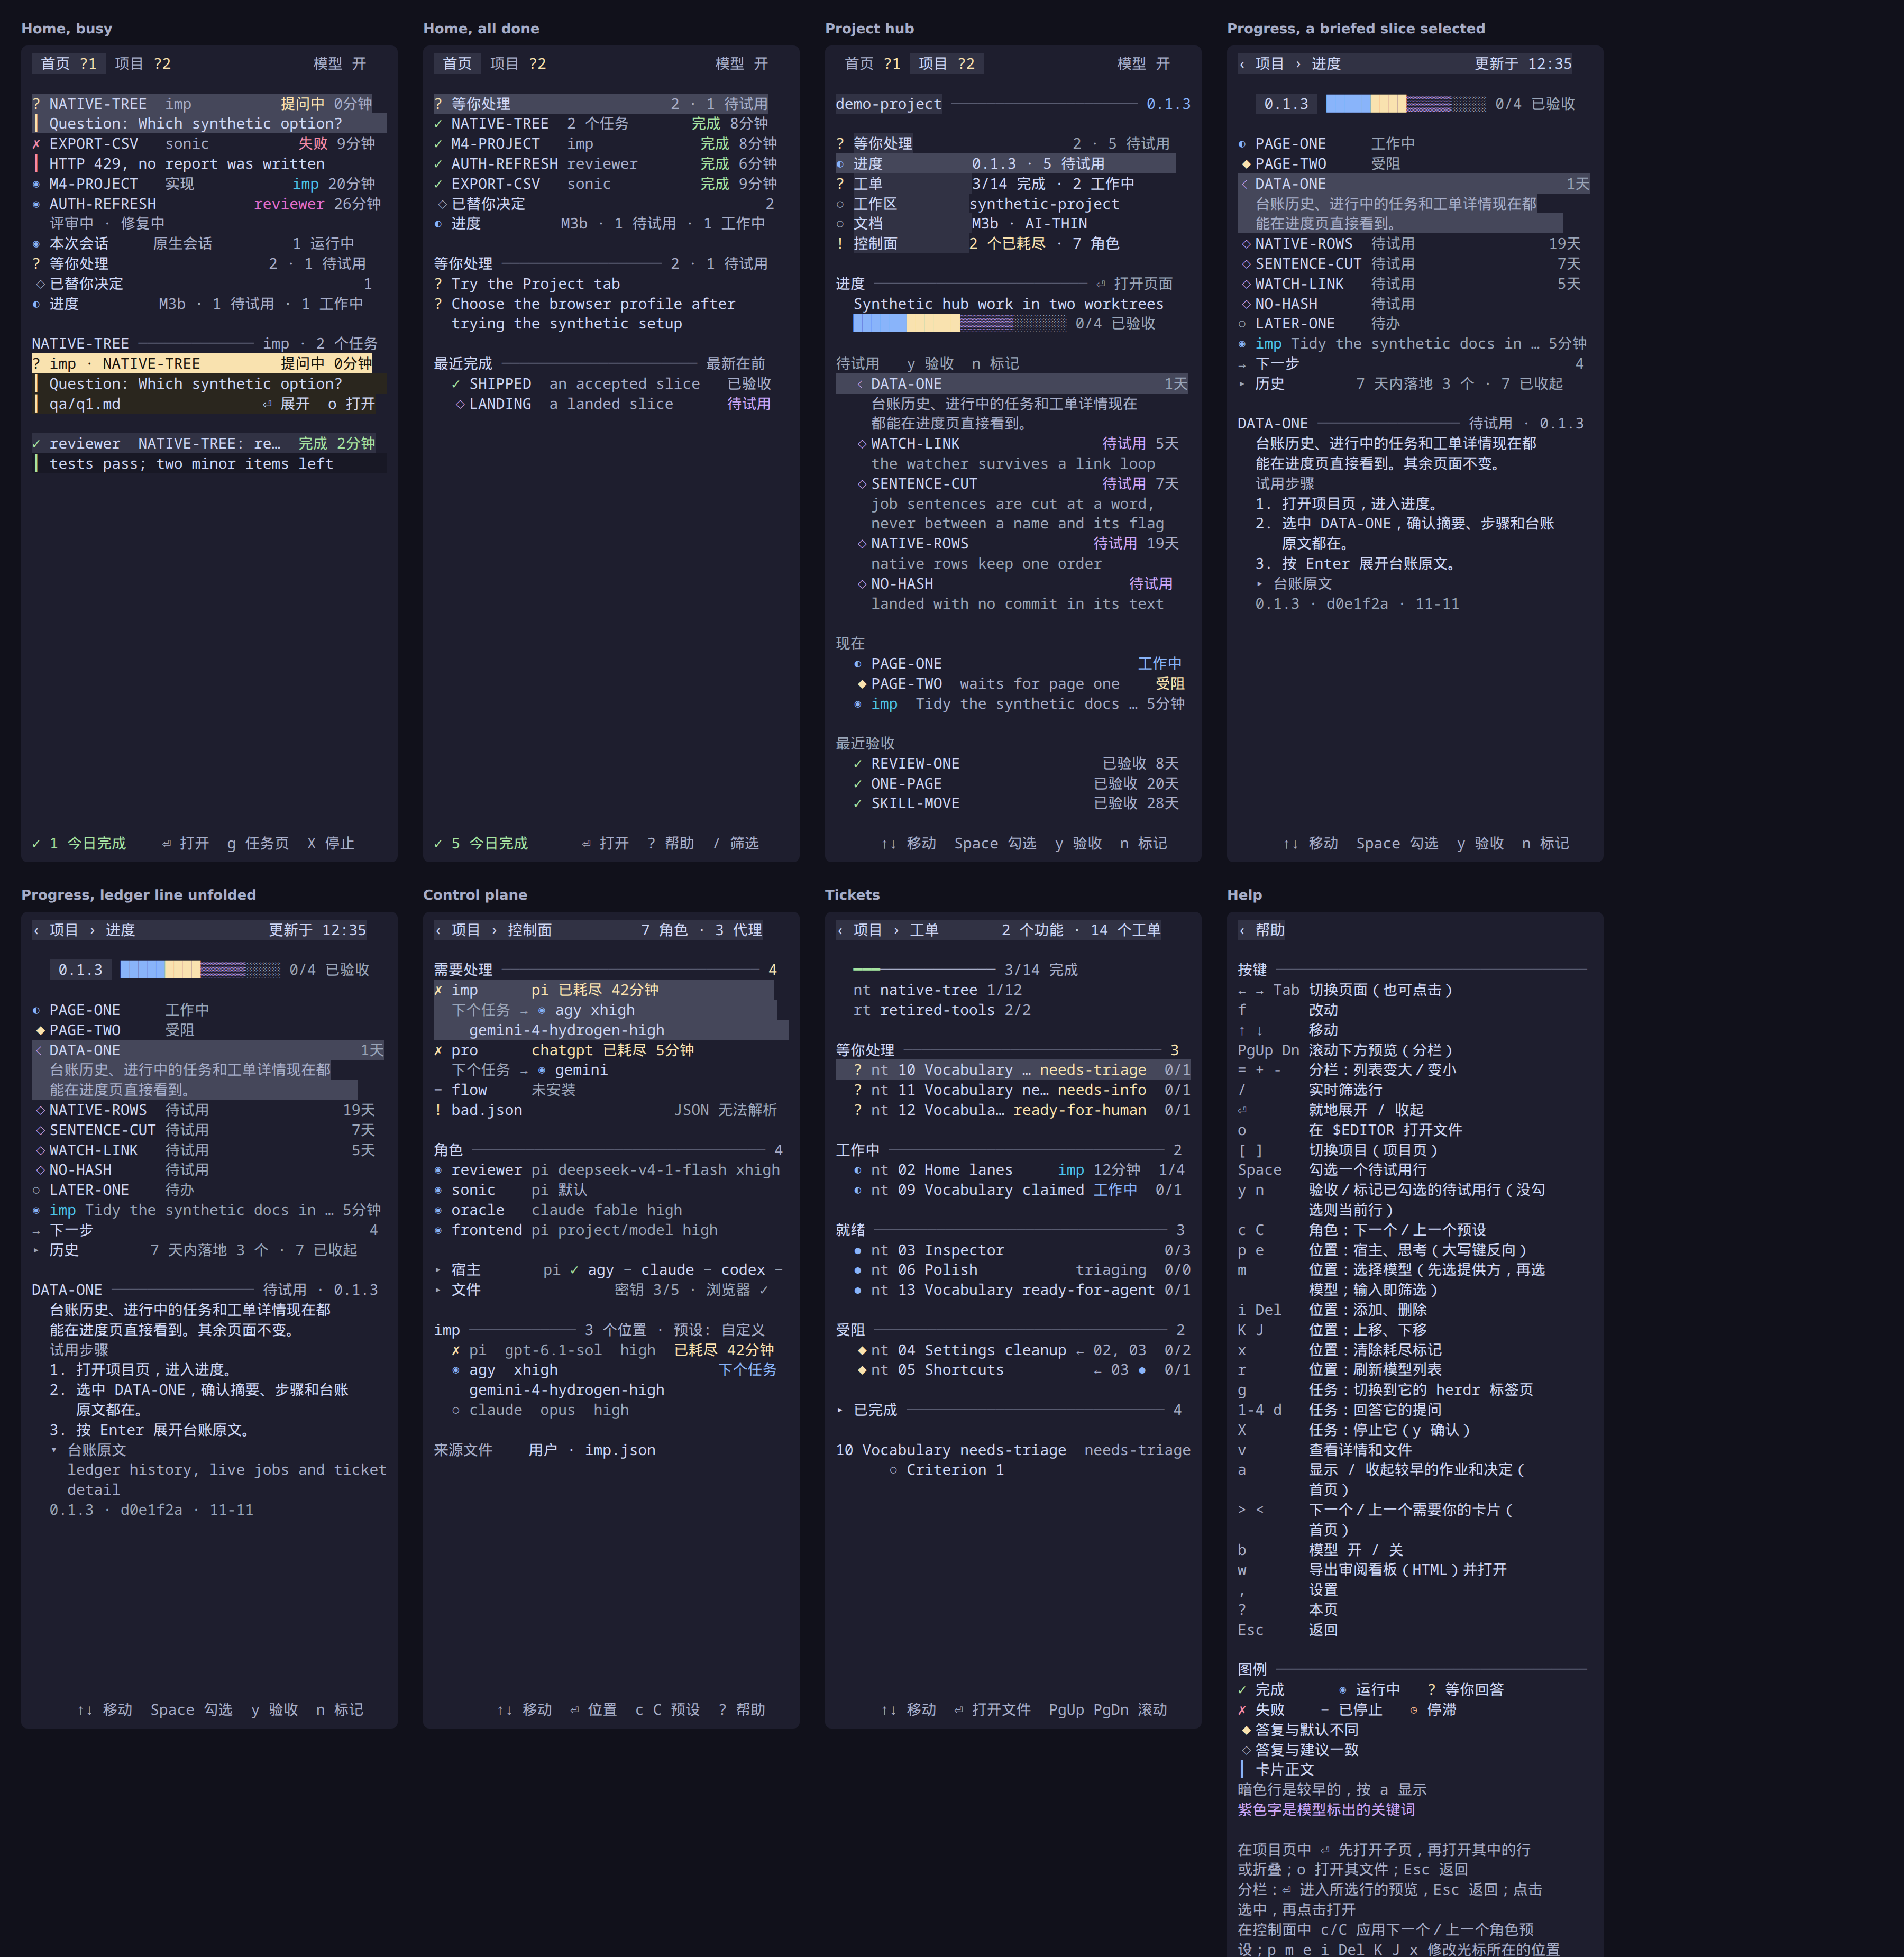 Home, busy
首页 ?1 项目 ?2 模型 开
? NATIVE-TREE imp 提问中 0分钟
Question: Which synthetic option?
✗ EXPORT-CSV sonic 失败 9分钟
HTTP 429, no report was written
◉ M4-PROJECT 实现 imp 20分钟
◉ AUTH-REFRESH reviewer 26分钟
评审中 · 修复中
◉ 本次会话 原生会话 1 运行中
? 等你处理 2 · 1 待试用
◇ 已替你决定 1
◐ 进度 M3b · 1 待试用 · 1 工作中
NATIVE-TREE imp · 2 个任务
? imp · NATIVE-TREE 提问中 0分钟
Question: Which synthetic option?
qa/q1.md ⏎ 展开 o 打开
✓ reviewer NATIVE-TREE: re… 完成 2分钟
tests pass; two minor items left
✓ 1 今日完成 ⏎ 打开 g 任务页 X 停止
Home, all done
首页 项目 ?2 模型 开
? 等你处理 2 · 1 待试用
✓ NATIVE-TREE 2 个任务 完成 8分钟
✓ M4-PROJECT imp 完成 8分钟
✓ AUTH-REFRESH reviewer 完成 6分钟
✓ EXPORT-CSV sonic 完成 9分钟
◇ 已替你决定 2
◐ 进度 M3b · 1 待试用 · 1 工作中
等你处理 2 · 1 待试用
? Try the Project tab
? Choose the browser profile after
trying the synthetic setup
最近完成 最新在前
✓ SHIPPED an accepted slice 已验收
◇ LANDING a landed slice 待试用
✓ 5 今日完成 ⏎ 打开 ? 帮助 / 筛选
Project hub
首页 ?1 项目 ?2 模型 开
demo-project 0.1.3
? 等你处理 2 · 5 待试用
◐ 进度 0.1.3 · 5 待试用
? 工单 3/14 完成 · 2 工作中
○ 工作区 synthetic-project
○ 文档 M3b · AI-THIN
! 控制面 2 个已耗尽 · 7 角色
进度 ⏎ 打开页面
Synthetic hub work in two worktrees
0/4 已验收
待试用 y 验收 n 标记
DATA-ONE 1天
台账历史、进行中的任务和工单详情现在
都能在进度页直接看到。
◇ WATCH-LINK 待试用 5天
the watcher survives a link loop
◇ SENTENCE-CUT 待试用 7天
job sentences are cut at a word,
never between a name and its flag
◇ NATIVE-ROWS 待试用 19天
native rows keep one order
◇ NO-HASH 待试用
landed with no commit in its text
现在
◐ PAGE-ONE 工作中
◆ PAGE-TWO waits for page one 受阻
◉ imp Tidy the synthetic docs … 5分钟
最近验收
✓ REVIEW-ONE 已验收 8天
✓ ONE-PAGE 已验收 20天
✓ SKILL-MOVE 已验收 28天
↑↓ 移动 Space 勾选 y 验收 n 标记
Progress, a briefed slice selected
‹ 项目 › 进度 更新于 12:35
0.1.3 0/4 已验收
◐ PAGE-ONE 工作中
◆ PAGE-TWO 受阻
DATA-ONE 1天
台账历史、进行中的任务和工单详情现在都
能在进度页直接看到。
◇ NATIVE-ROWS 待试用 19天
◇ SENTENCE-CUT 待试用 7天
◇ WATCH-LINK 待试用 5天
◇ NO-HASH 待试用
○ LATER-ONE 待办
◉ imp Tidy the synthetic docs in … 5分钟
→ 下一步 4
▸ 历史 7 天内落地 3 个 · 7 已收起
DATA-ONE 待试用 · 0.1.3
台账历史、进行中的任务和工单详情现在都
能在进度页直接看到。其余页面不变。
试用步骤
1. 打开项目页，进入进度。
2. 选中 DATA-ONE，确认摘要、步骤和台账
原文都在。
3. 按 Enter 展开台账原文。
▸ 台账原文
0.1.3 · d0e1f2a · 11-11
↑↓ 移动 Space 勾选 y 验收 n 标记
Progress, ledger line unfolded
‹ 项目 › 进度 更新于 12:35
0.1.3 0/4 已验收
◐ PAGE-ONE 工作中
◆ PAGE-TWO 受阻
DATA-ONE 1天
台账历史、进行中的任务和工单详情现在都
能在进度页直接看到。
◇ NATIVE-ROWS 待试用 19天
◇ SENTENCE-CUT 待试用 7天
◇ WATCH-LINK 待试用 5天
◇ NO-HASH 待试用
○ LATER-ONE 待办
◉ imp Tidy the synthetic docs in … 5分钟
→ 下一步 4
▸ 历史 7 天内落地 3 个 · 7 已收起
DATA-ONE 待试用 · 0.1.3
台账历史、进行中的任务和工单详情现在都
能在进度页直接看到。其余页面不变。
试用步骤
1. 打开项目页，进入进度。
2. 选中 DATA-ONE，确认摘要、步骤和台账
原文都在。
3. 按 Enter 展开台账原文。
▾ 台账原文
ledger history, live jobs and ticket
detail
0.1.3 · d0e1f2a · 11-11
↑↓ 移动 Space 勾选 y 验收 n 标记
Control plane
‹ 项目 › 控制面 7 角色 · 3 代理
需要处理 4
✗ imp pi 已耗尽 42分钟
下个任务 → ◉ agy xhigh
gemini-4-hydrogen-high
✗ pro chatgpt 已耗尽 5分钟
下个任务 → ◉ gemini
− flow 未安装
! bad.json JSON 无法解析
角色 4
◉ reviewer pi deepseek-v4-1-flash xhigh
◉ sonic pi 默认
◉ oracle claude fable high
◉ frontend pi project/model high
▸ 宿主 pi ✓ agy − claude − codex −
▸ 文件 密钥 3/5 · 浏览器 ✓
imp 3 个位置 · 预设: 自定义
✗ pi gpt-6.1-sol high 已耗尽 42分钟
◉ agy xhigh 下个任务
gemini-4-hydrogen-high
○ claude opus high
来源文件 用户 · imp.json
↑↓ 移动 ⏎ 位置 c C 预设 ? 帮助
Tickets
‹ 项目 › 工单 2 个功能 · 14 个工单
3/14 完成
nt native-tree 1/12
rt retired-tools 2/2
等你处理 3
? nt 10 Vocabulary … needs-triage 0/1
? nt 11 Vocabulary ne… needs-info 0/1
? nt 12 Vocabula… ready-for-human 0/1
工作中 2
◐ nt 02 Home lanes imp 12分钟 1/4
◐ nt 09 Vocabulary claimed 工作中 0/1
就绪 3
● nt 03 Inspector 0/3
● nt 06 Polish triaging 0/0
● nt 13 Vocabulary ready-for-agent 0/1
受阻 2
◆ nt 04 Settings cleanup ← 02, 03 0/2
◆ nt 05 Shortcuts ← 03 ● 0/1
▸ 已完成 4
10 Vocabulary needs-triage needs-triage
○ Criterion 1
↑↓ 移动 ⏎ 打开文件 PgUp PgDn 滚动
Help
‹ 帮助
按键
← → Tab 切换页面（也可点击）
f 改动
↑ ↓ 移动
PgUp Dn 滚动下方预览（分栏）
= + - 分栏：列表变大／变小
/ 实时筛选行
⏎ 就地展开 / 收起
o 在 $EDITOR 打开文件
[ ] 切换项目（项目页）
Space 勾选一个待试用行
y n 验收／标记已勾选的待试用行（没勾
选则当前行）
c C 角色：下一个／上一个预设
p e 位置：宿主、思考（大写键反向）
m 位置：选择模型（先选提供方，再选
模型；输入即筛选）
i Del 位置：添加、删除
K J 位置：上移、下移
x 位置：清除耗尽标记
r 位置：刷新模型列表
g 任务：切换到它的 herdr 标签页
1-4 d 任务：回答它的提问
X 任务：停止它（y 确认）
v 查看详情和文件
a 显示 / 收起较早的作业和决定（
首页）
> < 下一个／上一个需要你的卡片（
首页）
b 模型 开 / 关
w 导出审阅看板（HTML）并打开
, 设置
? 本页
Esc 返回
图例
✓ 完成 ◉ 运行中 ? 等你回答
✗ 失败 − 已停止 ◷ 停滞
◆ 答复与默认不同
◇ 答复与建议一致
┃ 卡片正文
暗色行是较早的，按 a 显示
紫色字是模型标出的关键词
在项目页中 ⏎ 先打开子页，再打开其中的行
或折叠；o 打开其文件；Esc 返回
分栏：⏎ 进入所选行的预览，Esc 返回；点击
选中，再点击打开
在控制面中 c/C 应用下一个／上一个角色预
设；p m e i Del K J x 修改光标所在的位置